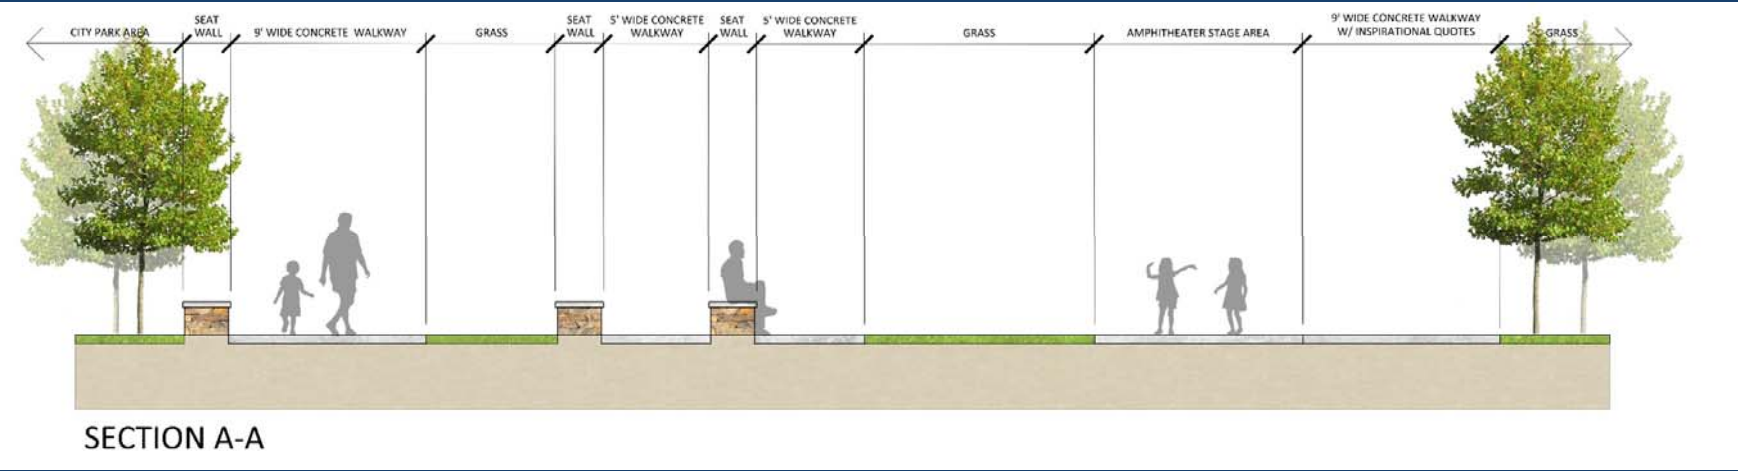 CITY PARK AREA
SEAT
WALL
9' WIDE CONCRETE WALKWAY
GRASS
SEAT
WALL
5' WIDE CONCRETE
WALKWAY
SEAT
WALL
5' WIDE CONCRETE
WALKWAY
GRASS
AMPHITHEATER STAGE AREA
9' WIDE CONCRETE WALKWAY
W/ INSPIRATIONAL QUOTES
GRASS
SECTION A-A